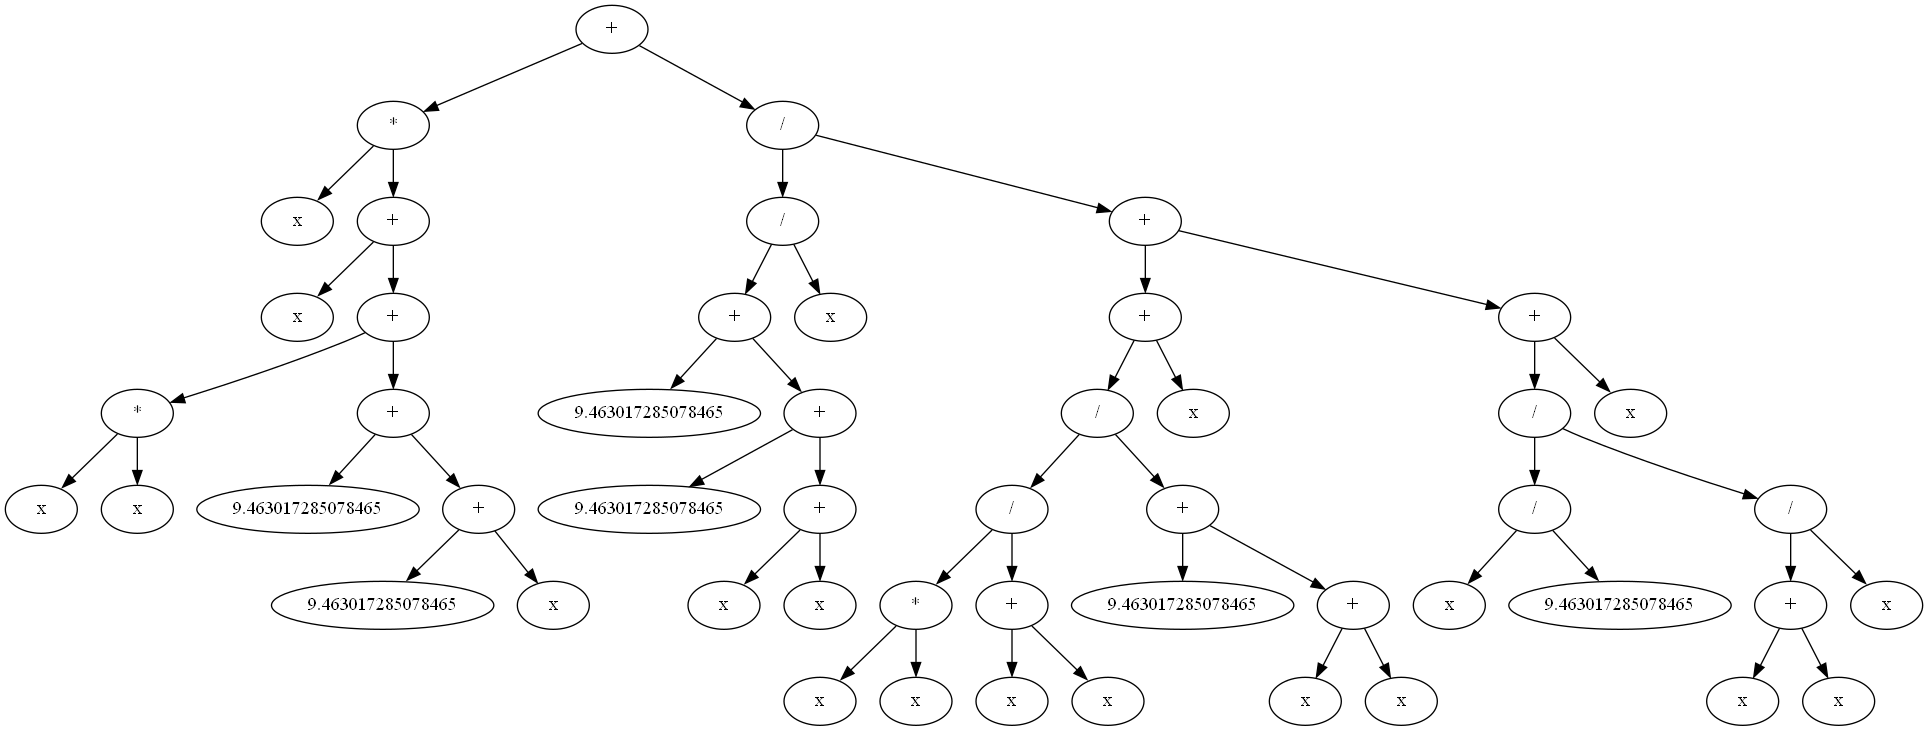 +
* /
x + / +
x + + x + +
* + 9.463017285078465 + / x / x
x x 9.463017285078465 + 9.463017285078465 + / + / /
9.463017285078465 x x x * + 9.463017285078465 + x 9.463017285078465 + x
x x x x x x x x